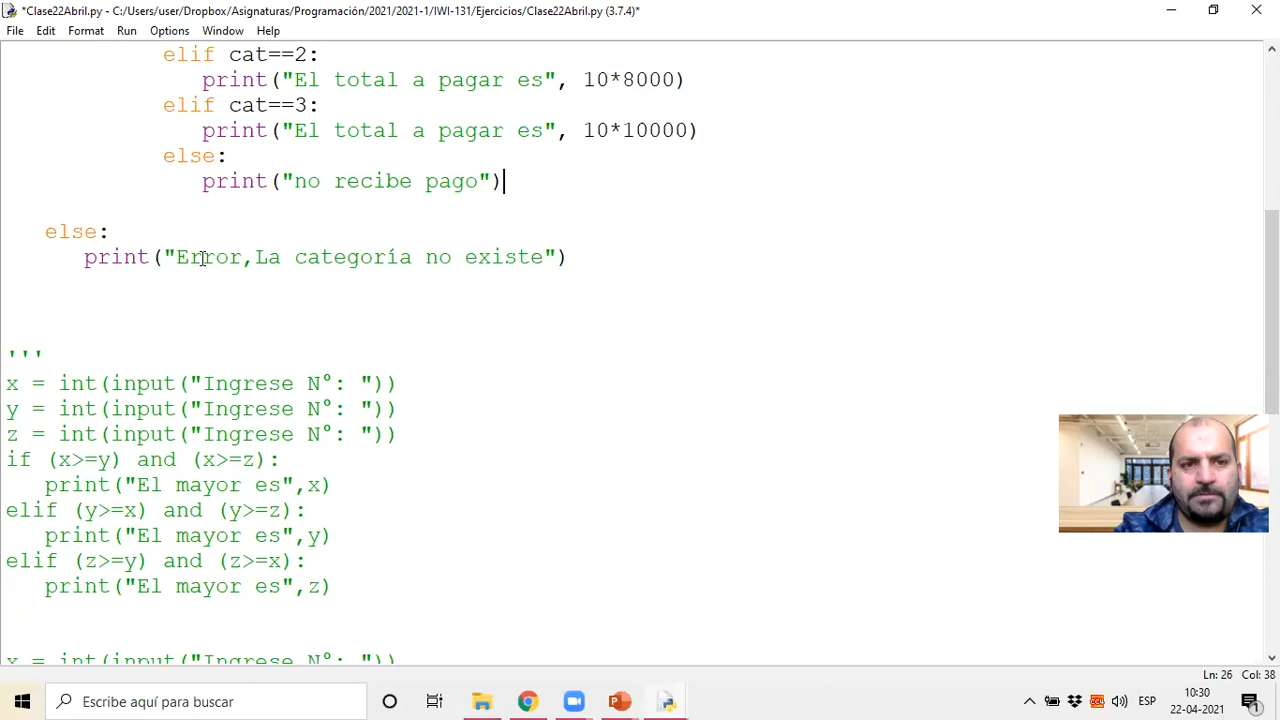 *Clase22Abril.py - C:/Users/user/Dropbox/Asignaturas/Programación/2021/2021-1/IWI-131/Ejercicios/Clase22Abril.py (3.7.4)*
File Edit Format Run Options Window Help
elif cat==2:
print("El total a pagar es", 10*8000)
elif cat==3:
print("El total a pagar es", 10*10000)
else:
print("no recibe pago")
else:
print("Error,La categoría no existe")
'''
x = int(input("Ingrese N°: "))
y = int(input("Ingrese N°: "))
z = int(input("Ingrese N°: "))
if (x>=y) and (x>=z):
print("El mayor es",x)
elif (y>=x) and (y>=z):
print("El mayor es",y)
elif (z>=y) and (z>=x):
print("El mayor es",z)
x = int(input("Ingrese N°: "))
Ln: 26 Col: 38
Escribe aquí para buscar
ESP
10:30
22-04-2021